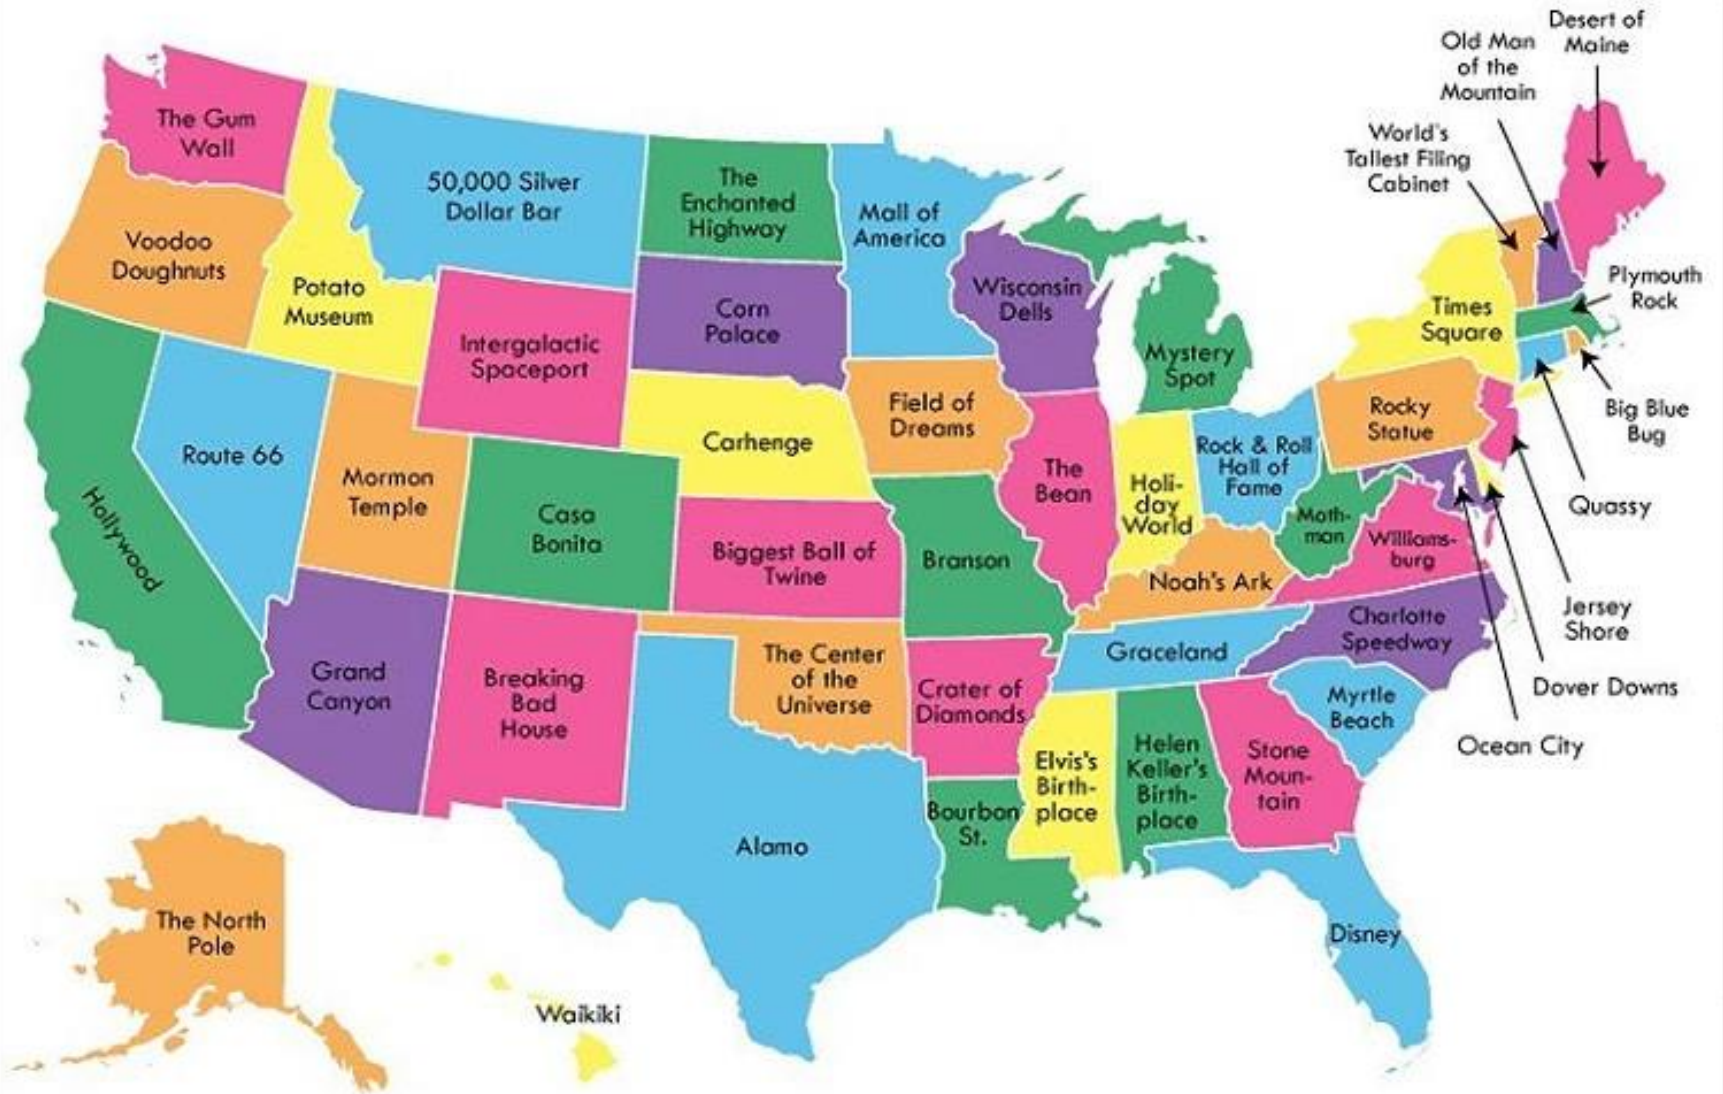 Desert of
Maine
Old Man
of the
Mountain
World's
Tallest Filing
Cabinet
The Gum
Wall
50,000 Silver
Dollar Bar
The
Enchanted
Highway
Mall of
America
Voodoo
Doughnuts
Potato
Museum
Wisconsin
Dells
Plymouth
Rock
Times
Square
Corn
Palace
Intergalactic
Spaceport
Mystery
Spot
Field of
Dreams
Rocky
Statue
Big Blue
Bug
Route 66
Carhenge
Rock & Roll
Hall of
Fame
The
Bean
Holi-
day
World
Mormon
Temple
Quassy
Hollywood
Casa
Bonita
Moth-
man
Williams-
burg
Biggest Ball of
Twine
Branson
Noah's Ark
Jersey
Shore
Charlotte
Speedway
Graceland
Grand
Canyon
Breaking
Bad
House
The Center
of the
Universe
Crater of
Diamonds
Myrtle
Beach
Dover Downs
Ocean City
Elvis's
Birth-
place
Helen
Keller's
Birth-
place
Stone
Moun-
tain
Bourbon
St.
Alamo
Disney
The North
Pole
Waikiki